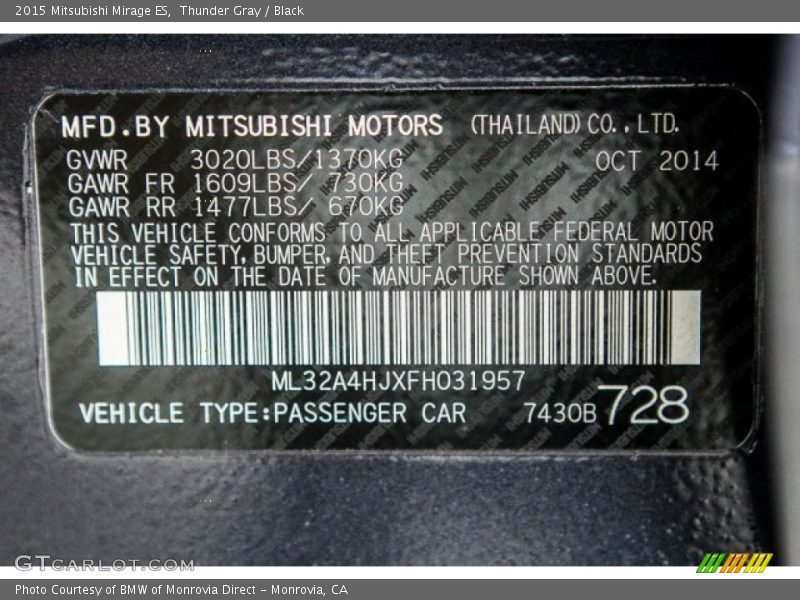 2015 Mitsubishi Mirage ES, Thunder Gray / Black
MFD.BY MITSUBISHI MOTORS (THAILAND) CO., LTD.
GVWR 3020LBS/1370KG OCT 2014
GAWR FR 1609LBS/ 730KG
GAWR RR 1477LBS/ 670KG
THIS VEHICLE CONFORMS TO ALL APPLICABLE FEDERAL MOTOR
VEHICLE SAFETY, BUMPER, AND THEFT PREVENTION STANDARDS
IN EFFECT ON THE DATE OF MANUFACTURE SHOWN ABOVE.
ML32A4HJXFH031957
VEHICLE TYPE:PASSENGER CAR 7430B 728
GTCARLOT.COM
Photo Courtesy of BMW of Monrovia Direct - Monrovia, CA